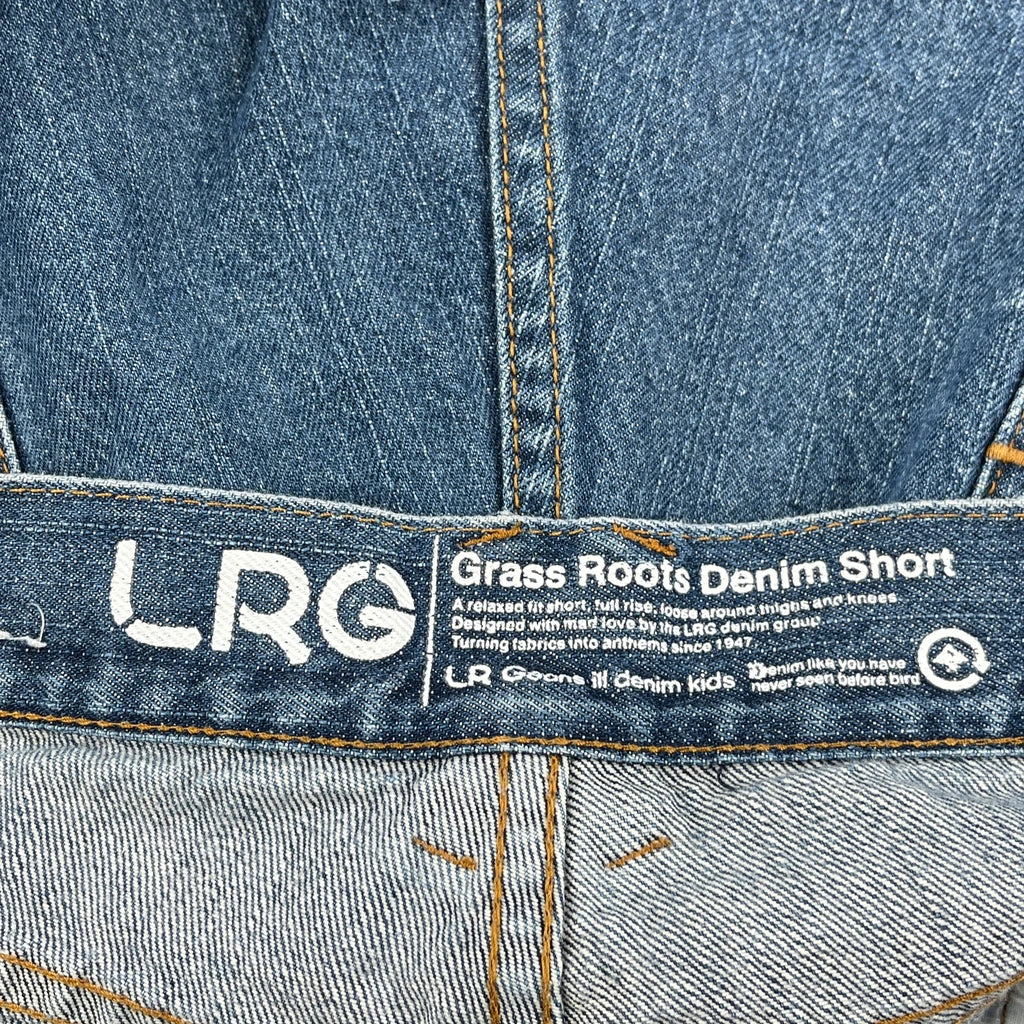 LRG
Grass Roots Denim Short
A relaxed fit short, full rise, loose around thighs and knees
Designed with mad love by the LRG denim group
Turning fabrics into anthems since 1947
LR Geans ill denim kids
Denim like you have
never seen before bird